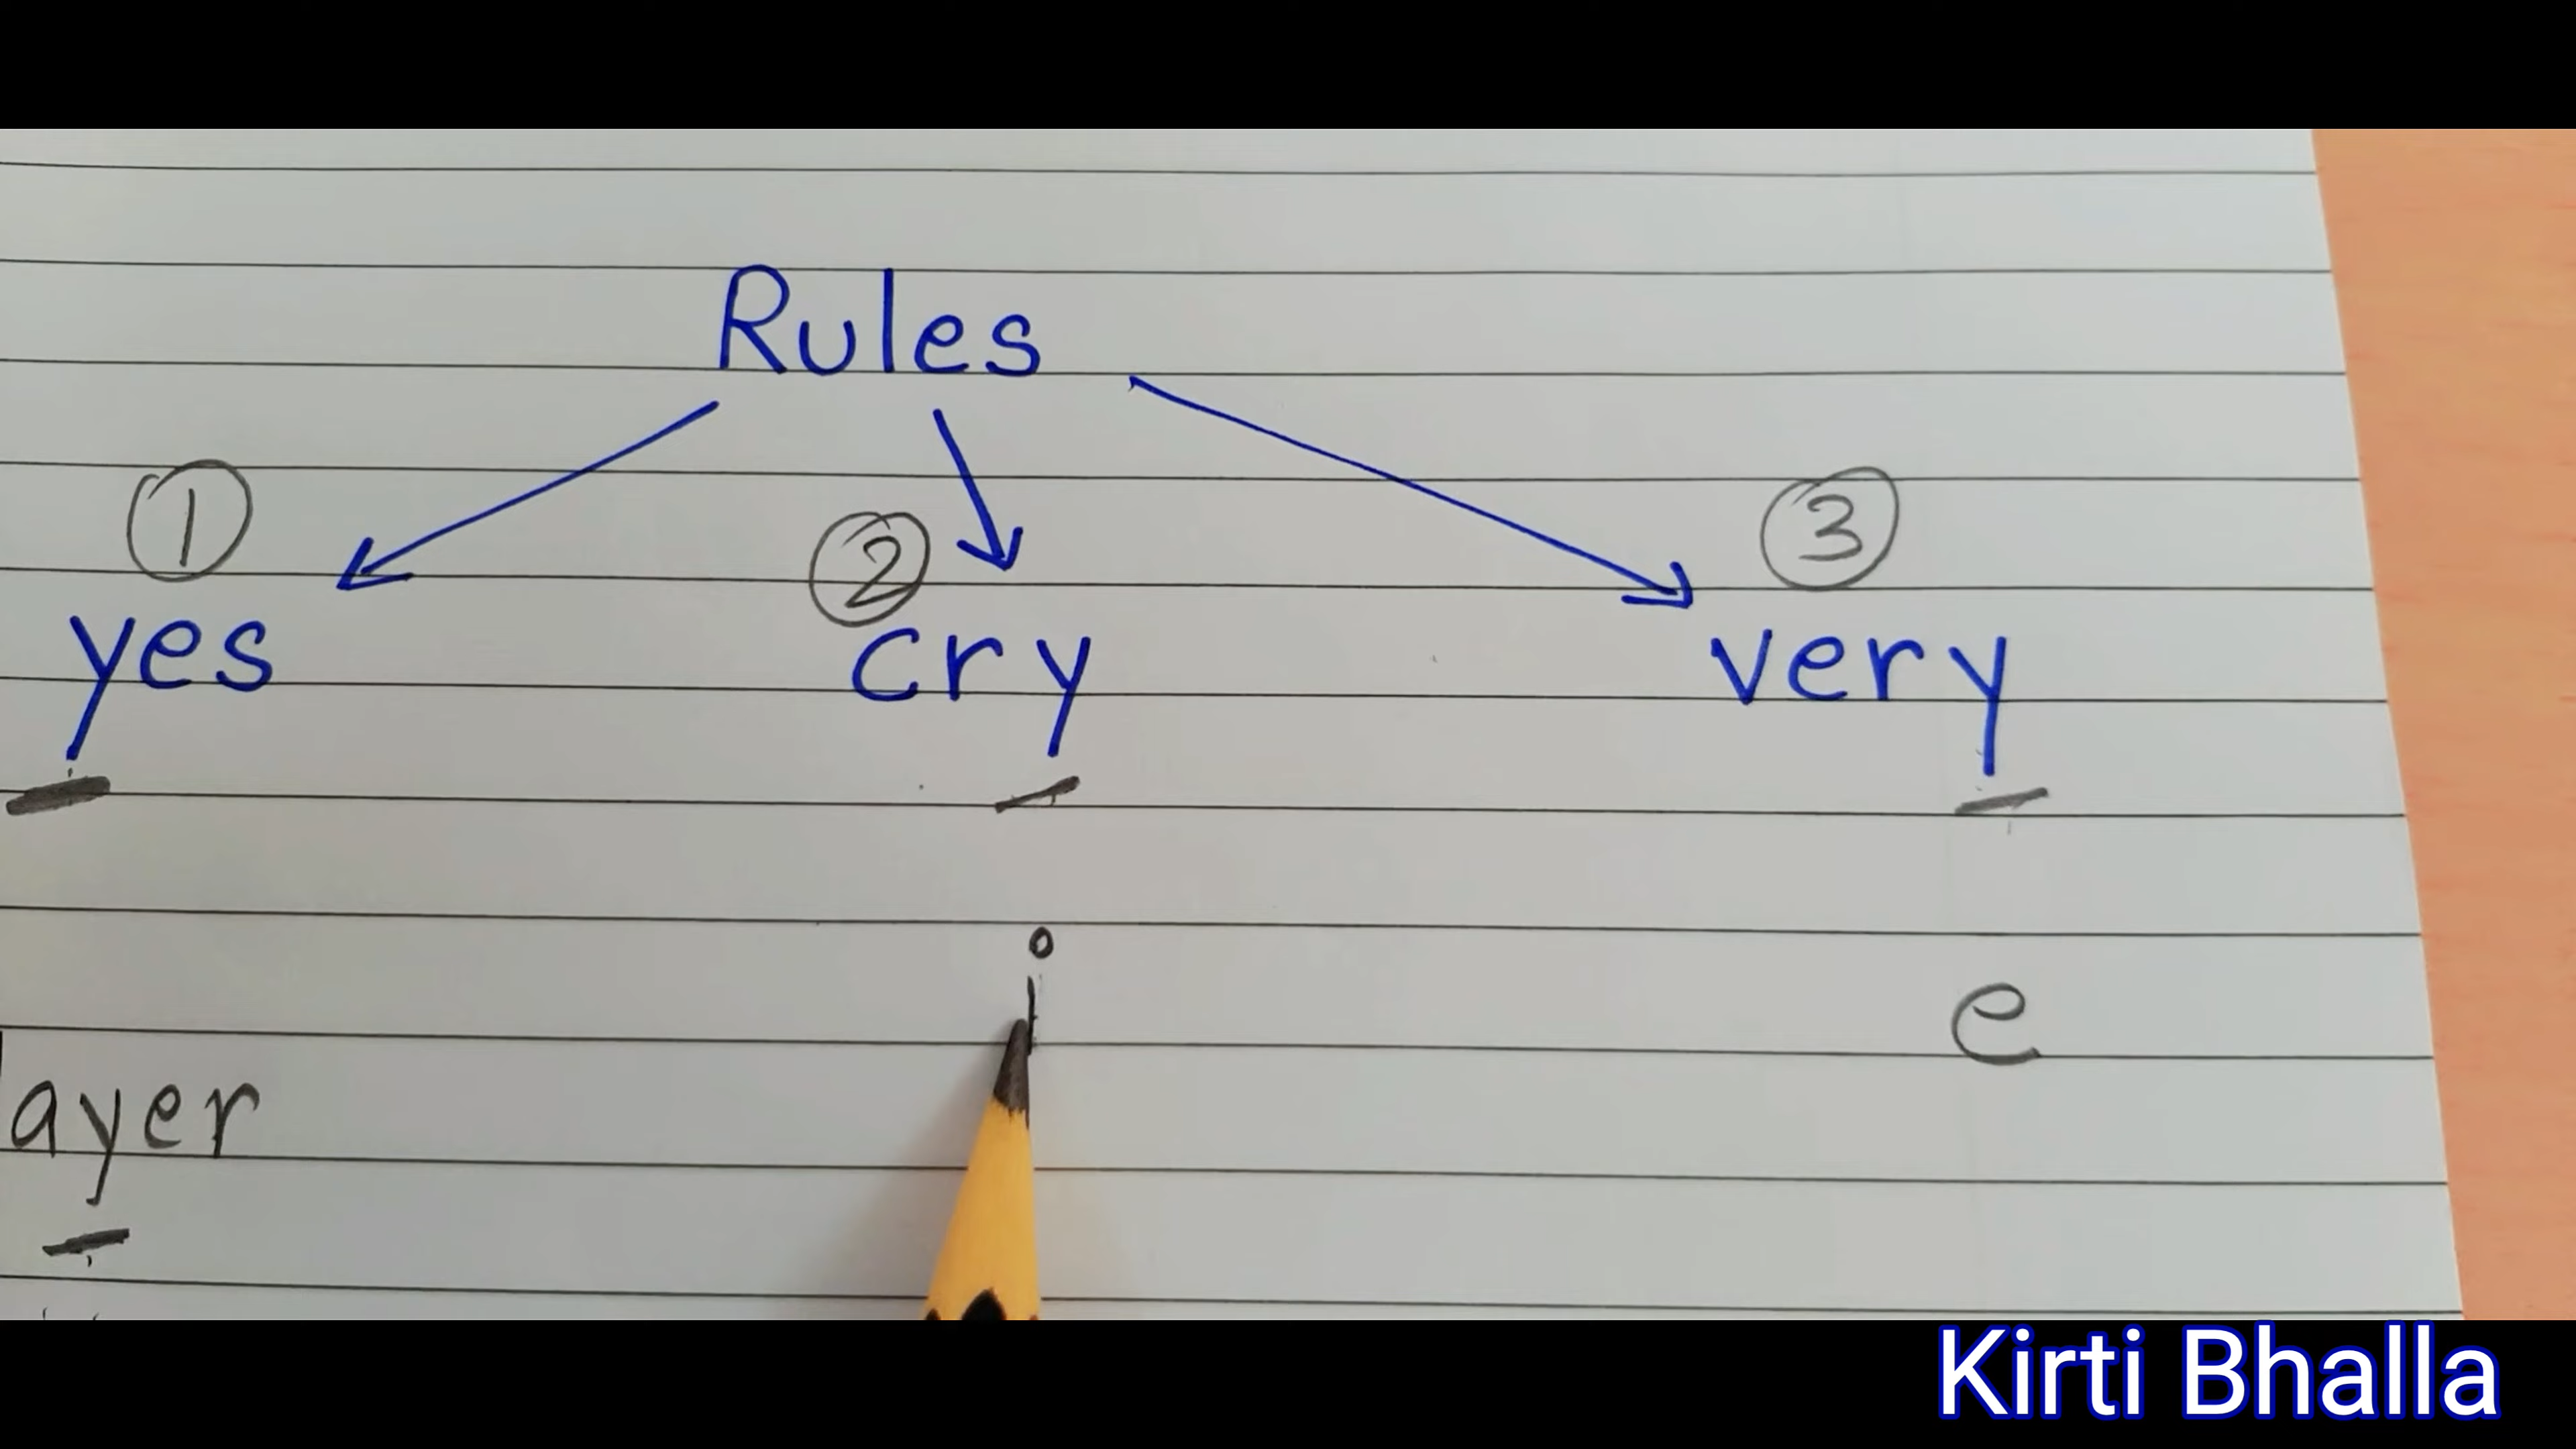 Rules
1 2 3
yes cry very
i e
ayer
Kirti Bhalla